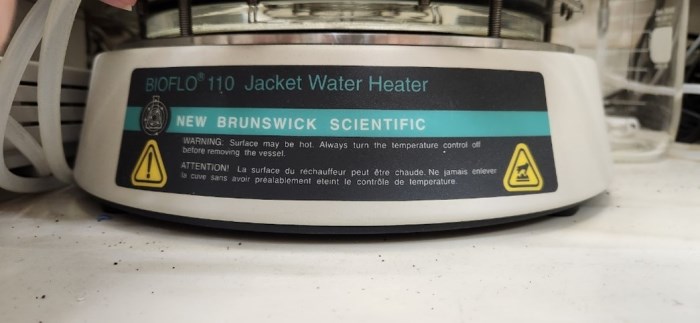 BIOFLO® 110 Jacket Water Heater
NEW BRUNSWICK SCIENTIFIC
WARNING: Surface may be hot. Always turn the temperature control off
before removing the vessel.
ATTENTION! La surface du réchauffeur peut être chaude. Ne jamais enlever
la cuve sans avoir préalablement eteint le contrôle de temperature.